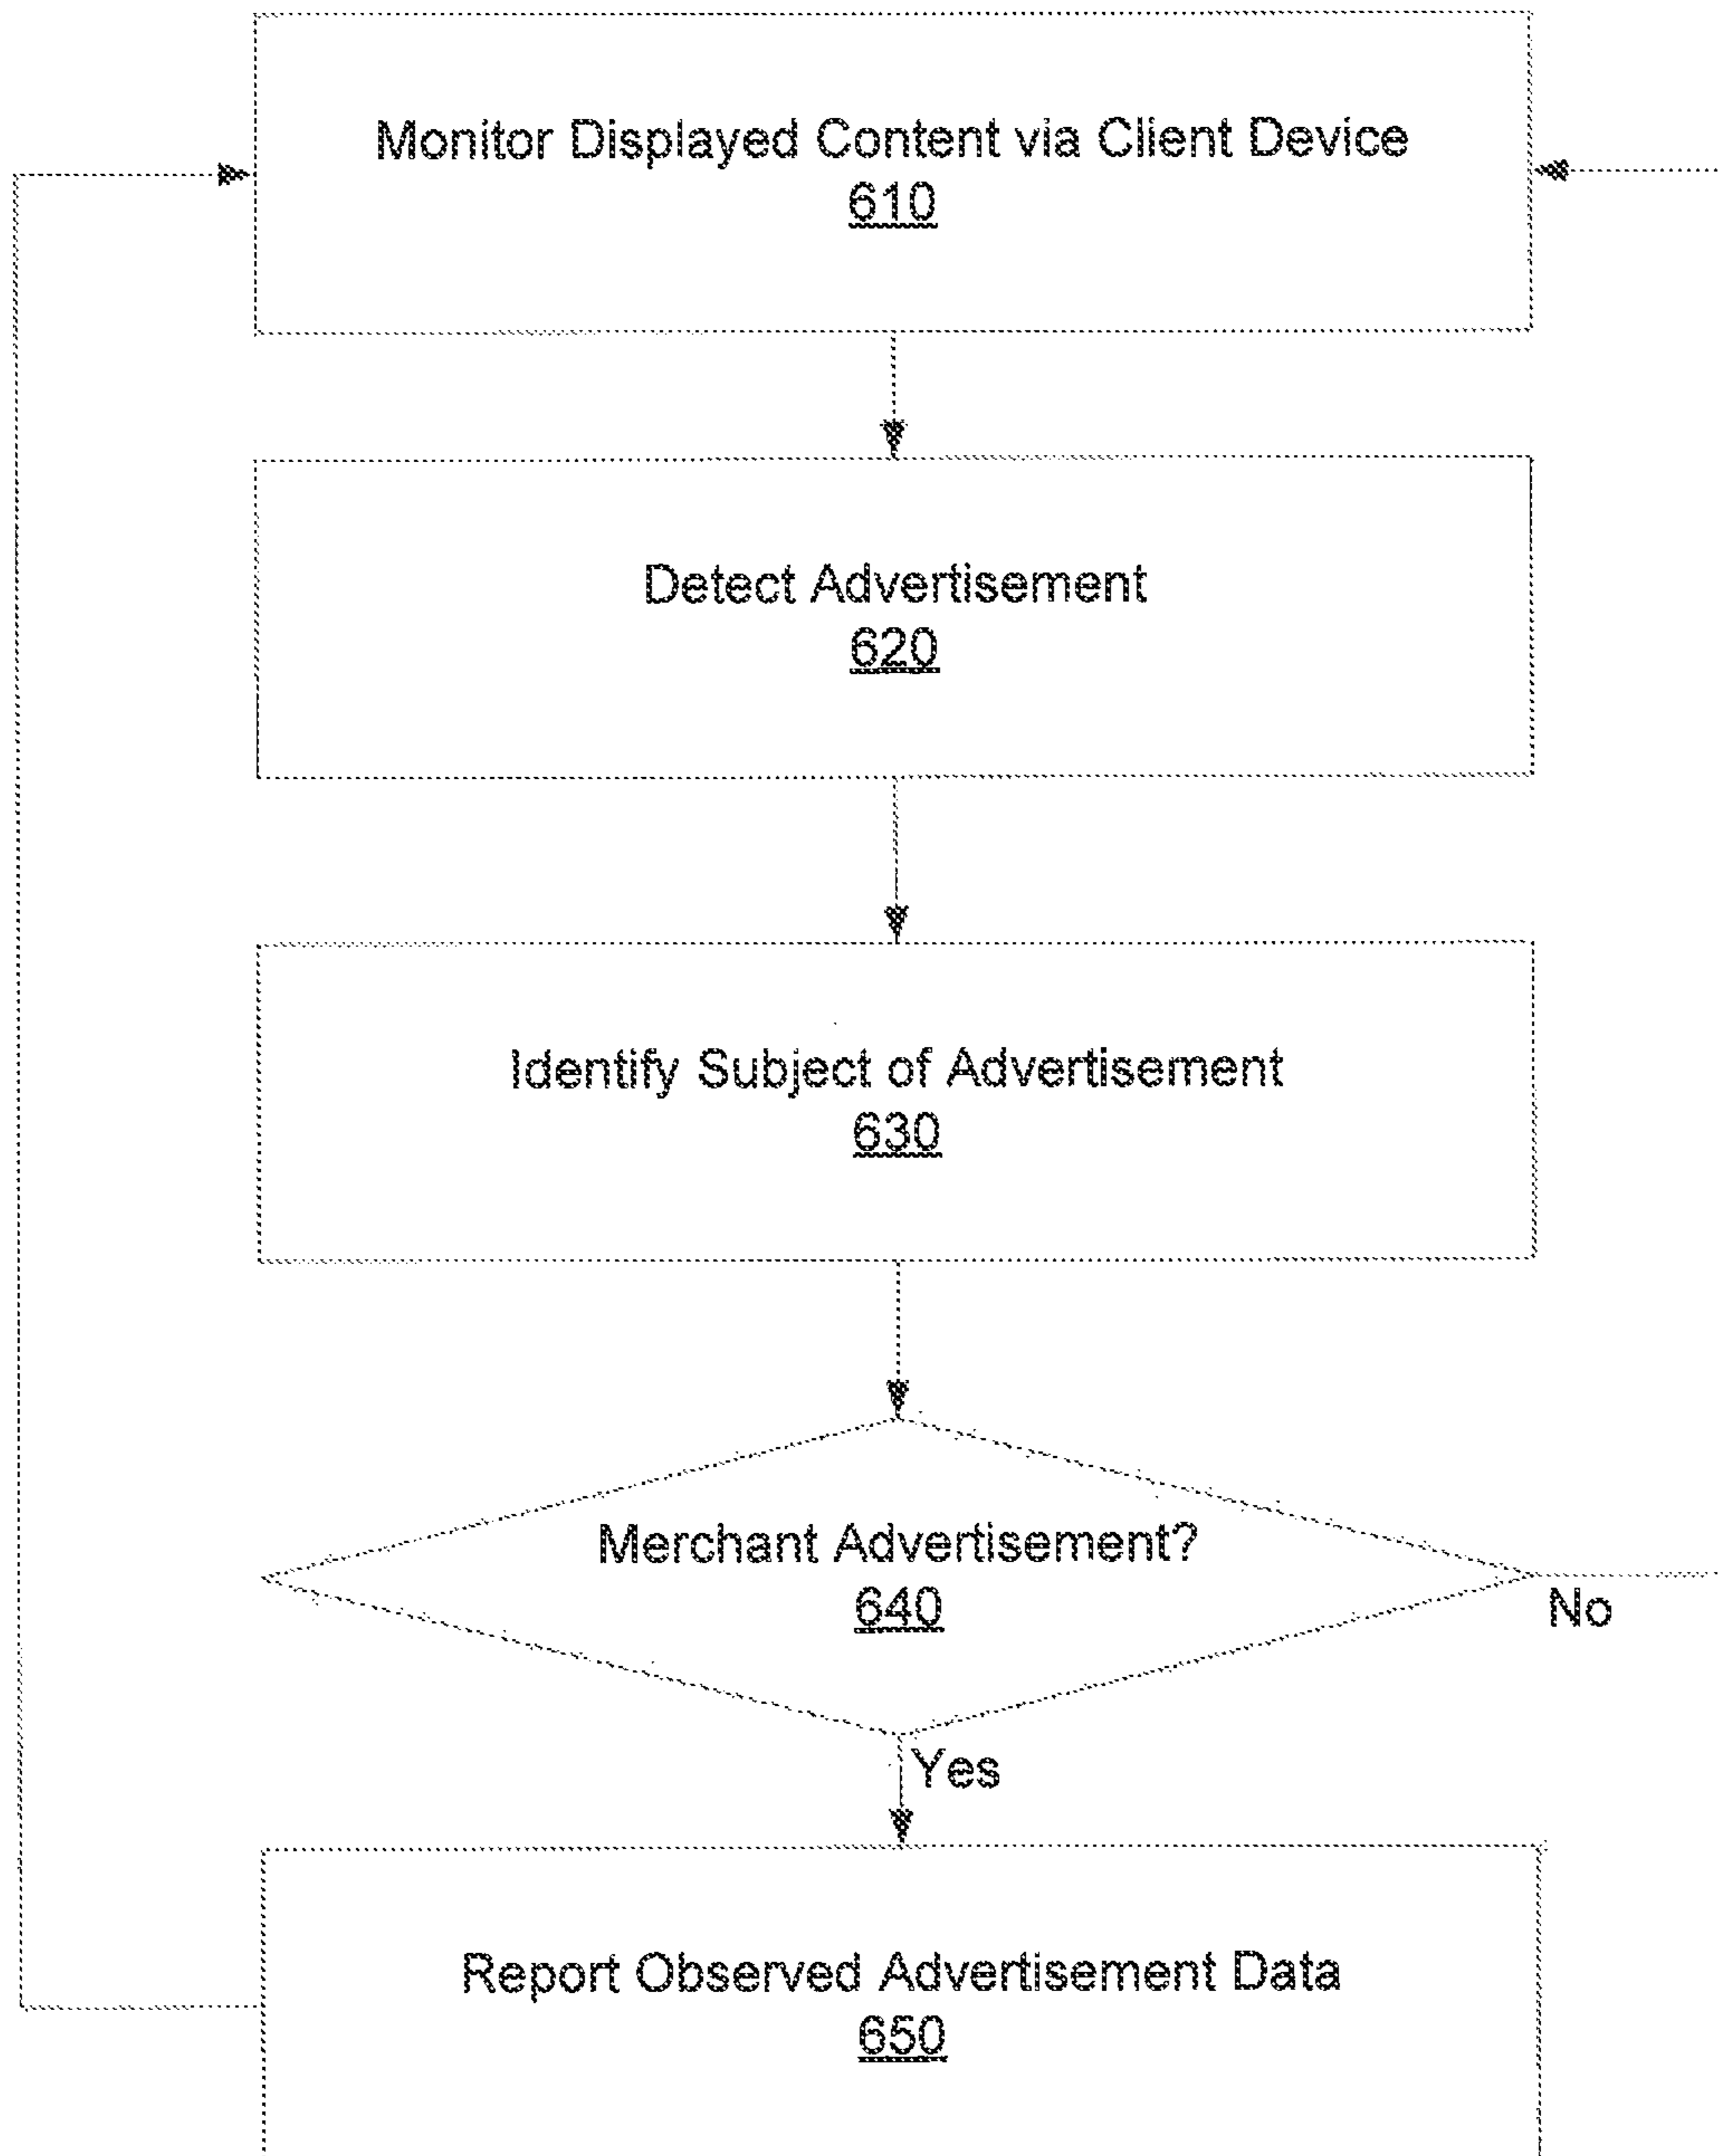 Monitor Displayed Content via Client Device
610
Detect Advertisement
620
Identify Subject of Advertisement
630
Merchant Advertisement?
640
No
Yes
Report Observed Advertisement Data
650